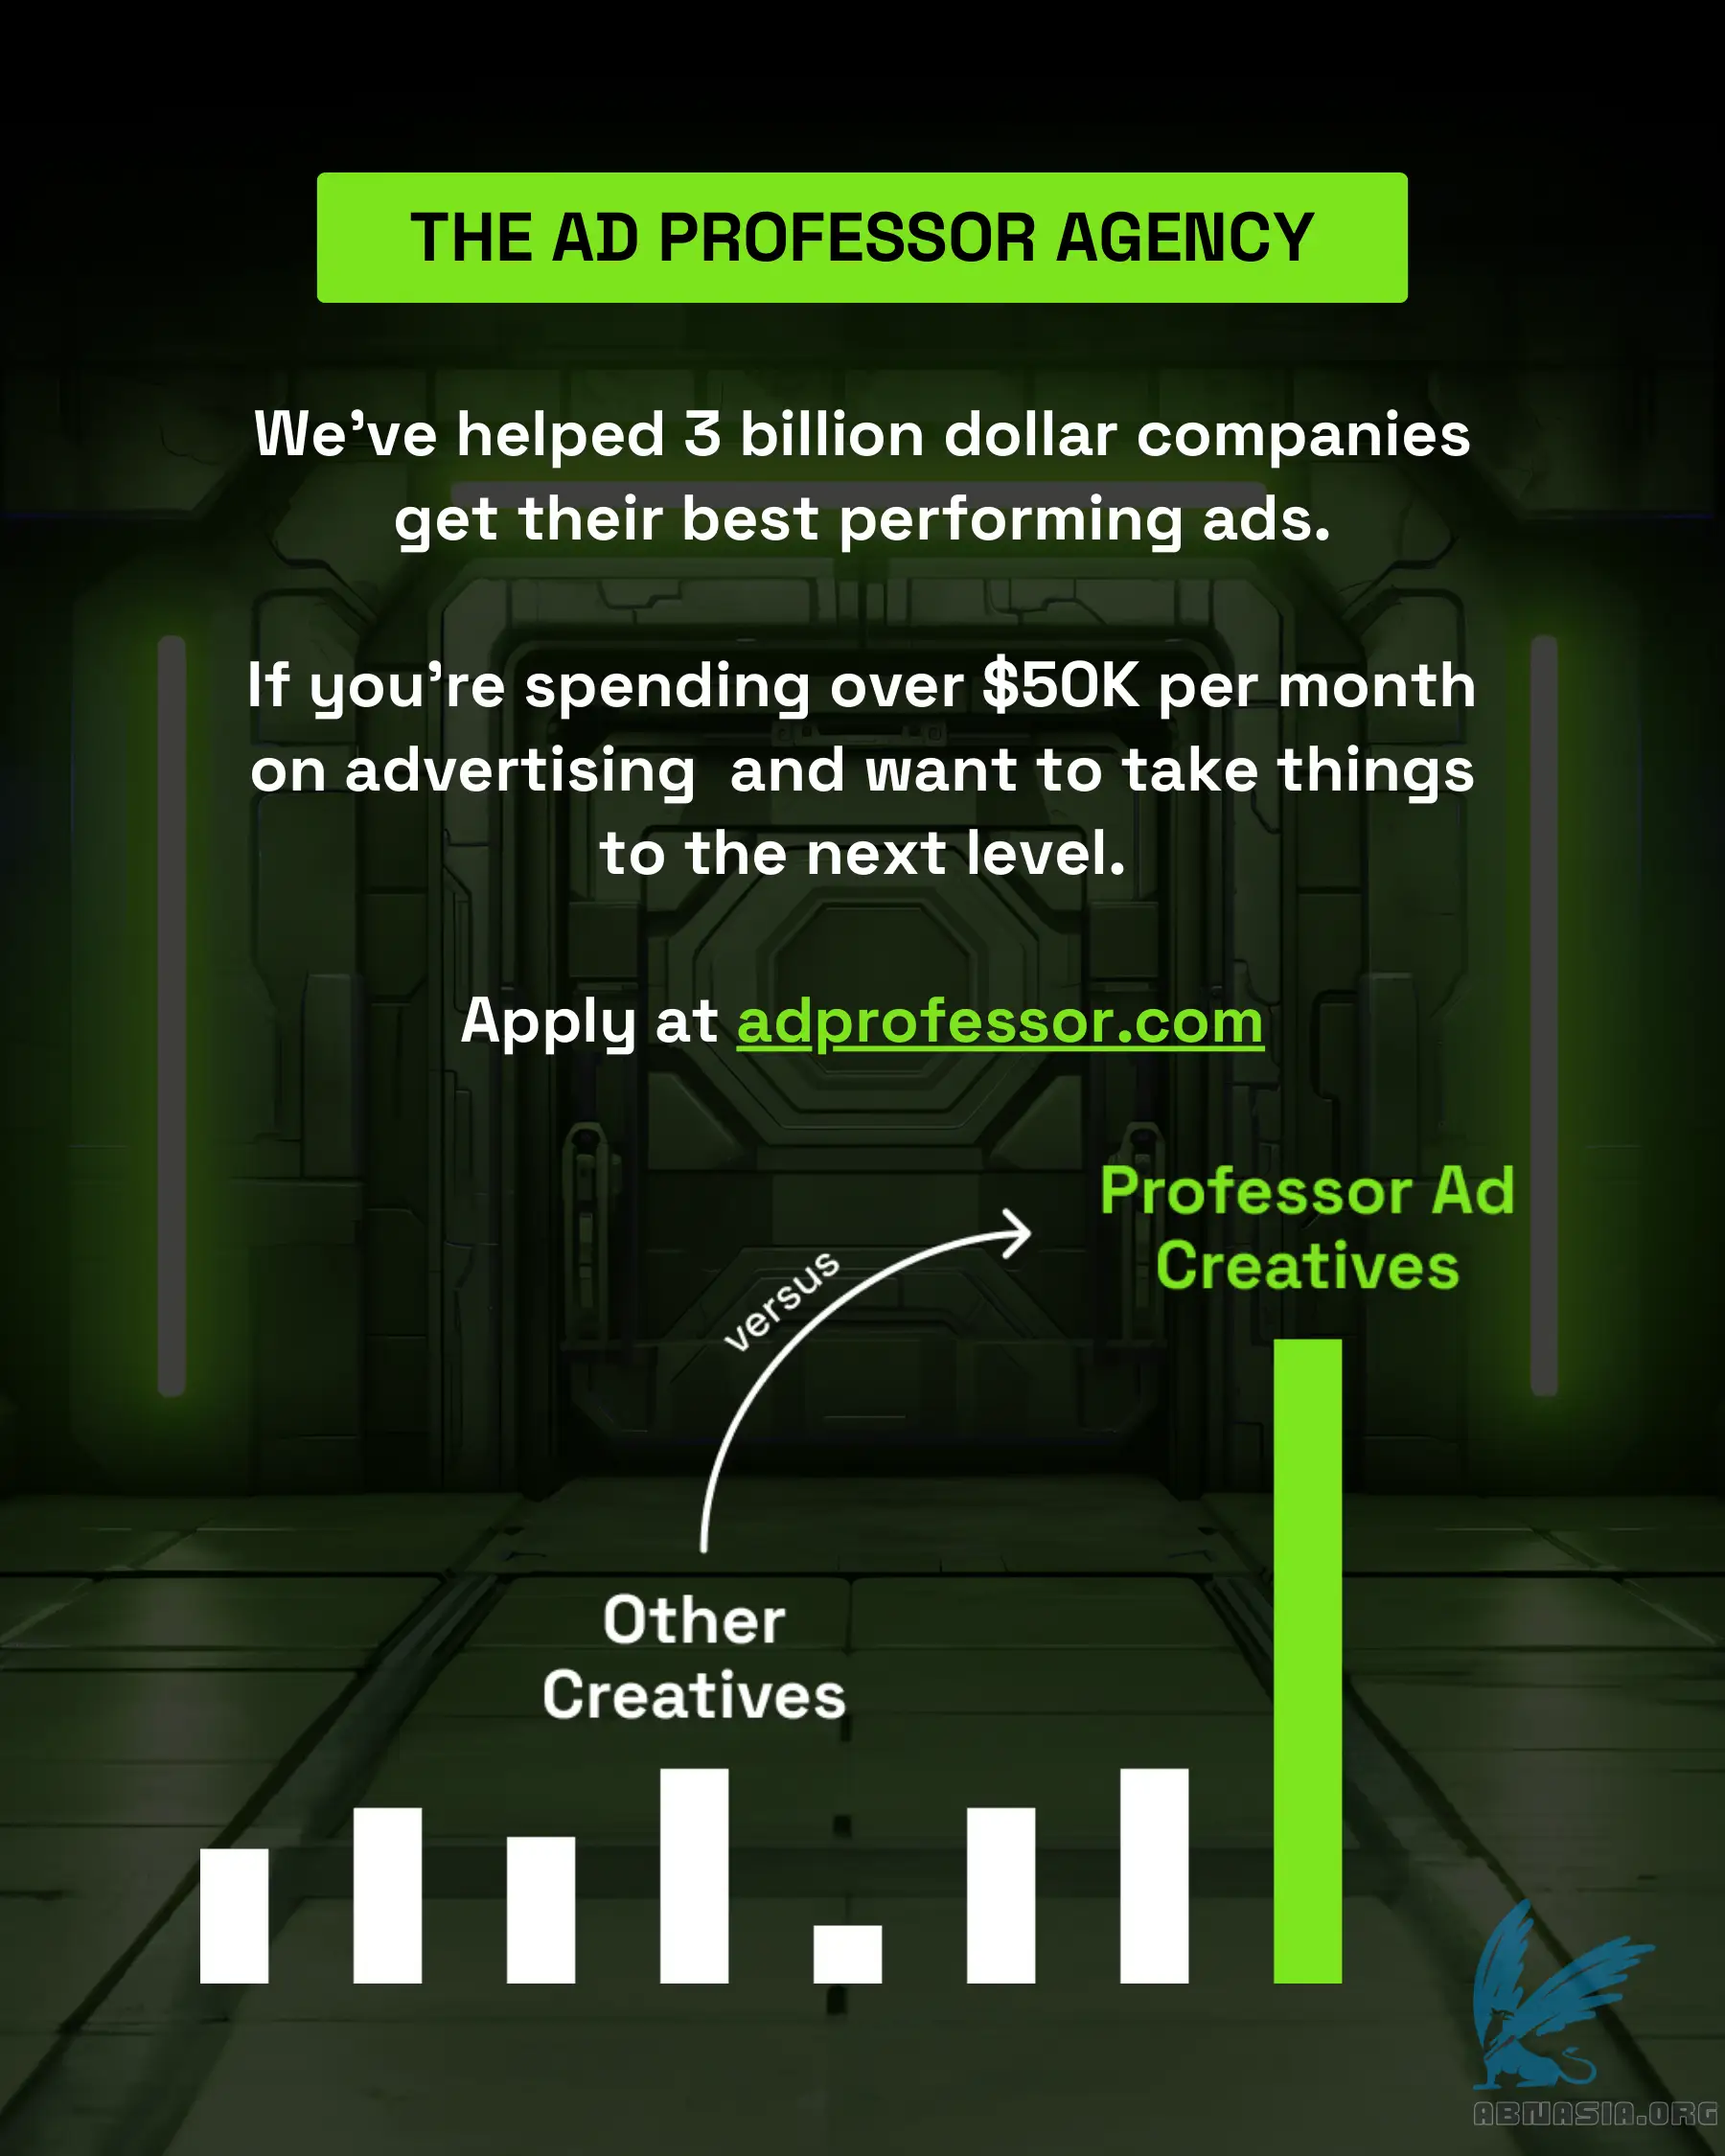 THE AD PROFESSOR AGENCY
We've helped 3 billion dollar companies
get their best performing ads.
If you're spending over $50K per month
on advertising  and want to take things
to the next level.
Apply at adprofessor.com
Professor Ad
Creatives
versus
Other
Creatives
ABNASIA.ORG